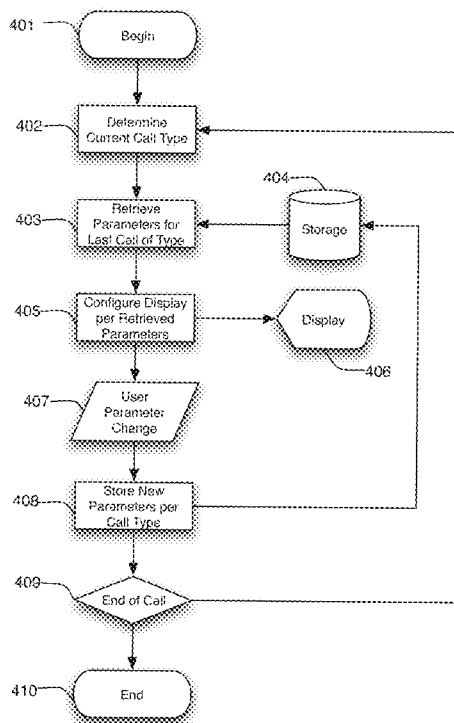 401
Begin
402
Determine
Current Call Type
404
403
Retrieve
Parameters for
Last Call of Type
Storage
405
Configure Display
per Retrieved
Parameters
Display
406
407
User
Parameter
Change
408
Store New
Parameters per
Call Type
409
End of Call
410
End